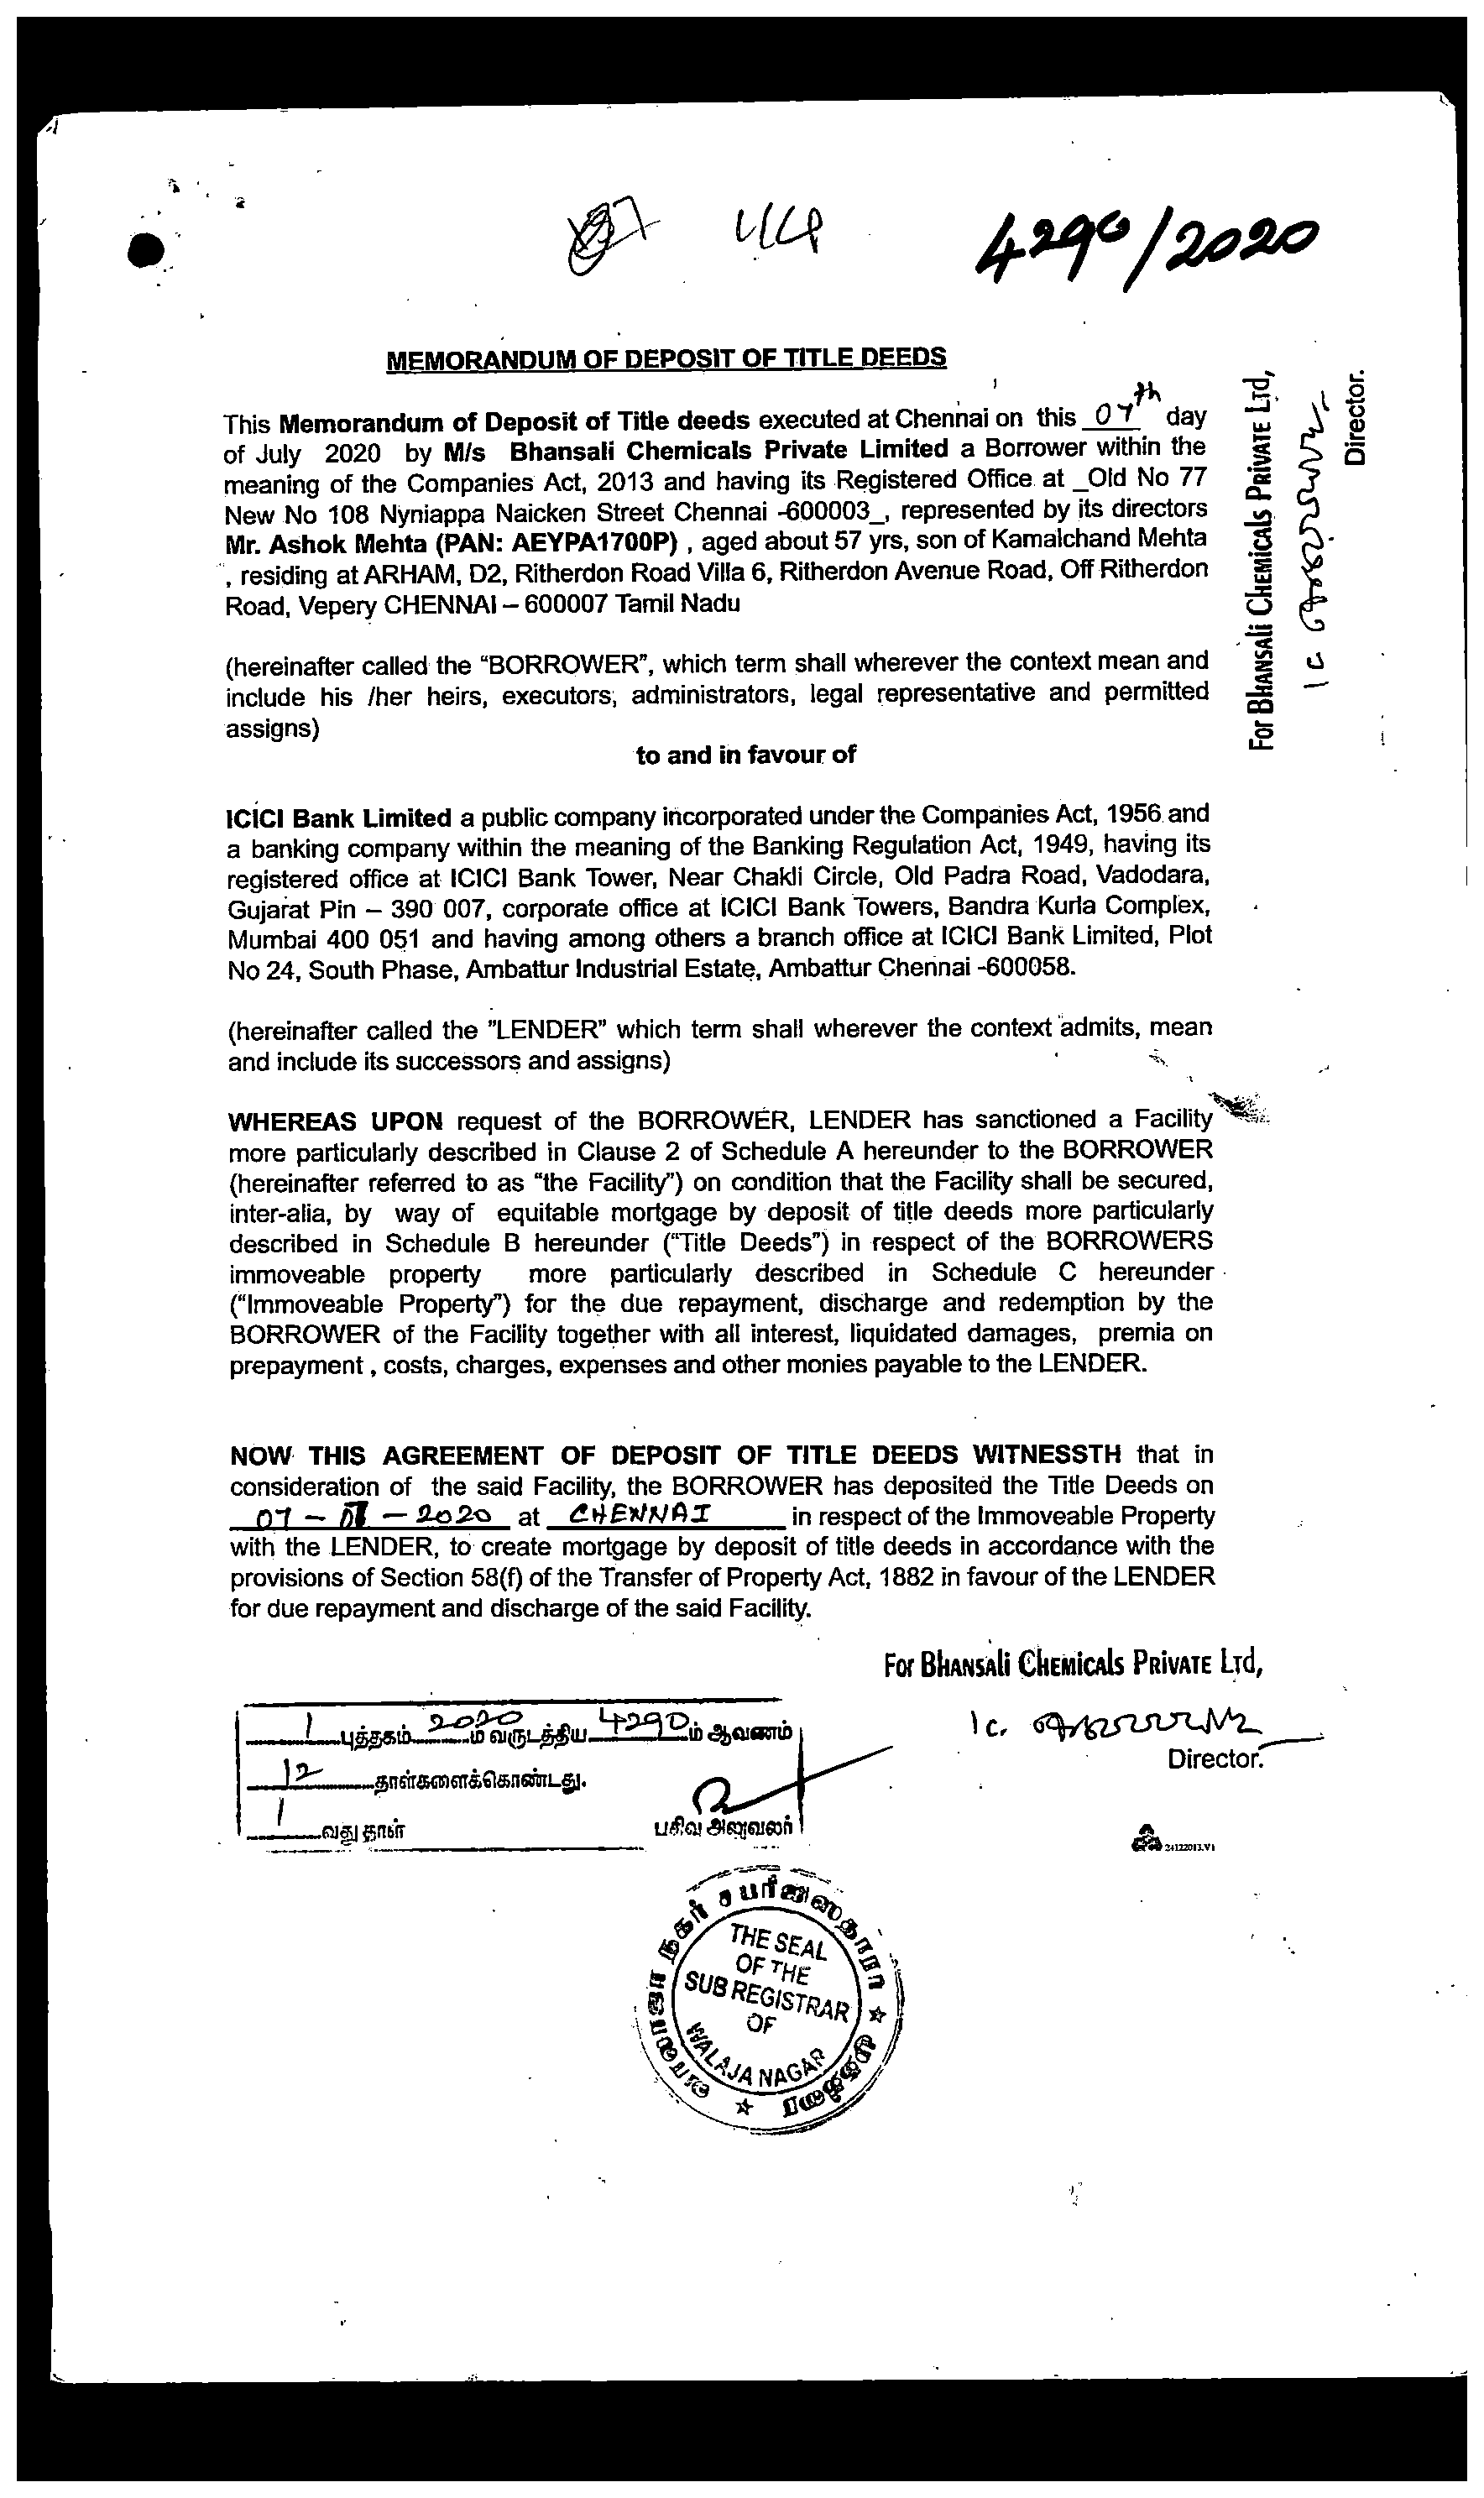 4290/2020
MEMORANDUM OF DEPOSIT OF TITLE DEEDS
This Memorandum of Deposit of Title deeds executed at Chennai on this 07th day
of July 2020 by M/s Bhansali Chemicals Private Limited a Borrower within the
meaning of the Companies Act, 2013 and having its Registered Office at _Old No 77
New No 108 Nyniappa Naicken Street Chennai -600003_, represented by its directors
Mr. Ashok Mehta (PAN: AEYPA1700P) , aged about 57 yrs, son of Kamalchand Mehta
, residing at ARHAM, D2, Ritherdon Road Villa 6, Ritherdon Avenue Road, Off Ritherdon
Road, Vepery CHENNAI – 600007 Tamil Nadu
(hereinafter called the “BORROWER”, which term shall wherever the context mean and
include his /her heirs, executors, administrators, legal representative and permitted
assigns)
to and in favour of
ICICI Bank Limited a public company incorporated under the Companies Act, 1956 and
a banking company within the meaning of the Banking Regulation Act, 1949, having its
registered office at ICICI Bank Tower, Near Chakli Circle, Old Padra Road, Vadodara,
Gujarat Pin – 390 007, corporate office at ICICI Bank Towers, Bandra Kurla Complex,
Mumbai 400 051 and having among others a branch office at ICICI Bank Limited, Plot
No 24, South Phase, Ambattur Industrial Estate, Ambattur Chennai -600058.
(hereinafter called the ”LENDER” which term shall wherever the context admits, mean
and include its successors and assigns)
WHEREAS UPON request of the BORROWER, LENDER has sanctioned a Facility
more particularly described in Clause 2 of Schedule A hereunder to the BORROWER
(hereinafter referred to as “the Facility”) on condition that the Facility shall be secured,
inter-alia, by way of equitable mortgage by deposit of title deeds more particularly
described in Schedule B hereunder (“Title Deeds”) in respect of the BORROWERS
immoveable property more particularly described in Schedule C hereunder
(“Immoveable Property”) for the due repayment, discharge and redemption by the
BORROWER of the Facility together with all interest, liquidated damages, premia on
prepayment , costs, charges, expenses and other monies payable to the LENDER.
NOW THIS AGREEMENT OF DEPOSIT OF TITLE DEEDS WITNESSTH that in
consideration of the said Facility, the BORROWER has deposited the Title Deeds on
07 - 07 - 2020 at CHENNAI in respect of the Immoveable Property
with the LENDER, to create mortgage by deposit of title deeds in accordance with the
provisions of Section 58(f) of the Transfer of Property Act, 1882 in favour of the LENDER
for due repayment and discharge of the said Facility.
For Bhansali Chemicals Private Ltd,
Director.
For Bhansali Chemicals Private Ltd,
Director.
1 புத்தகம் 2020 ம் வருடத்திய 4290 ம் ஆவணம்
12 தாள்களைக்கொண்டது.
1 வது தாள்
பதிவு அலுவலர்
24122013.V1
THE SEAL
OF THE
SUB REGISTRAR
OF
WALAJA NAGAR